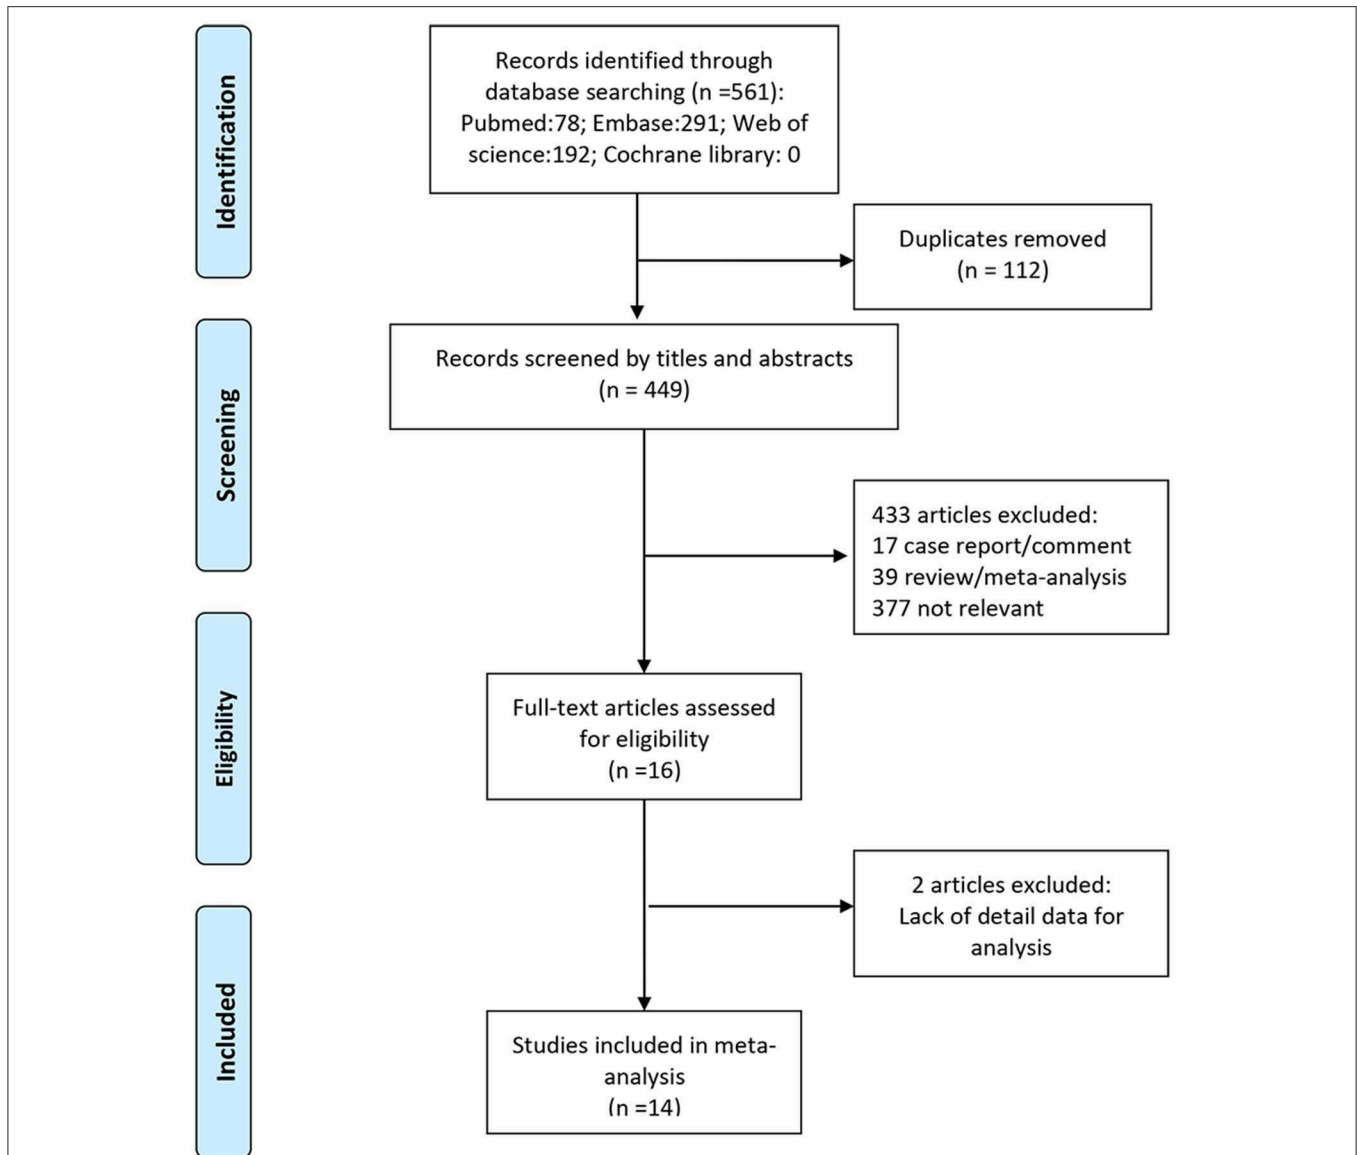 Identification
Records identified through
database searching (n =561):
Pubmed:78; Embase:291; Web of
science:192; Cochrane library: 0
Duplicates removed
(n = 112)
Screening
Records screened by titles and abstracts
(n = 449)
433 articles excluded:
17 case report/comment
39 review/meta-analysis
377 not relevant
Eligibility
Full-text articles assessed
for eligibility
(n =16)
2 articles excluded:
Lack of detail data for
analysis
Included
Studies included in meta-
analysis
(n =14)